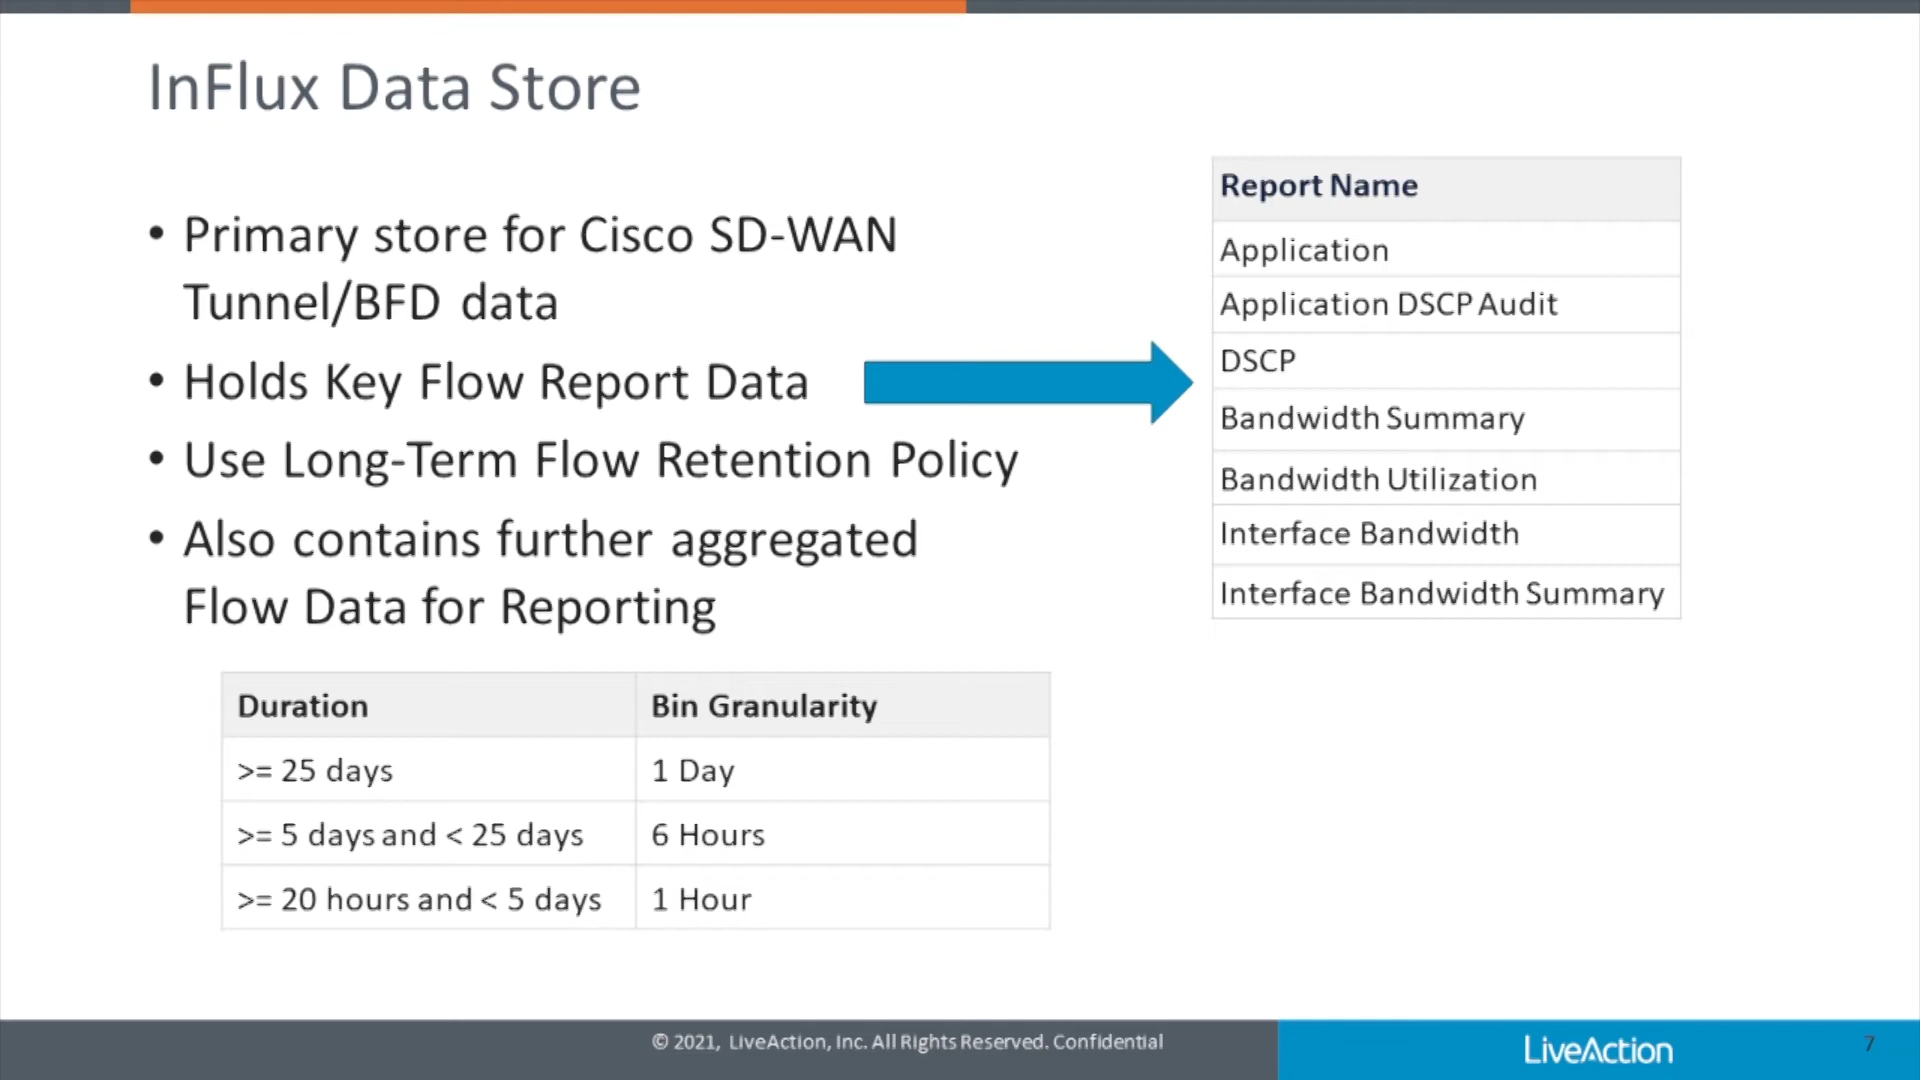 InFlux Data Store
• Primary store for Cisco SD-WAN
Tunnel/BFD data
• Holds Key Flow Report Data
• Use Long-Term Flow Retention Policy
• Also contains further aggregated
Flow Data for Reporting
Report Name
Application
Application DSCP Audit
DSCP
Bandwidth Summary
Bandwidth Utilization
Interface Bandwidth
Interface Bandwidth Summary
Duration Bin Granularity
>= 25 days 1 Day
>= 5 days and < 25 days 6 Hours
>= 20 hours and < 5 days 1 Hour
© 2021, LiveAction, Inc. All Rights Reserved. Confidential
LiveAction
7